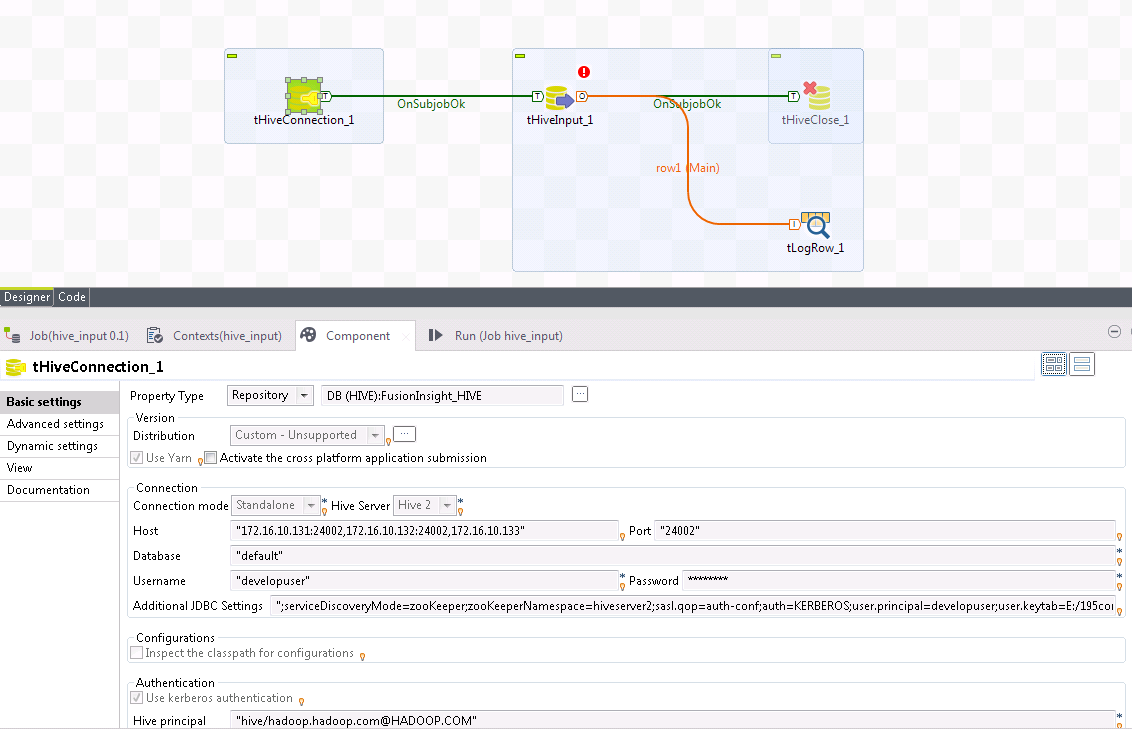 T
T
O
T
OnSubjobOk
OnSubjobOk
tHiveConnection_1
tHiveInput_1
tHiveClose_1
row1 (Main)
I
tLogRow_1
Designer
Code
Job(hive_input 0.1)
Contexts(hive_input)
Component
Run (Job hive_input)
tHiveConnection_1
Basic settings
Advanced settings
Dynamic settings
View
Documentation
Property Type
Repository
DB (HIVE):FusionInsight_HIVE
...
Version
Distribution
Custom - Unsupported
...
Use Yarn
Activate the cross platform application submission
Connection
Connection mode
Standalone
*
Hive Server
Hive 2
*
Host
"172.16.10.131:24002,172.16.10.132:24002,172.16.10.133"
Port
"24002"
Database
"default"
*
Username
"developuser"
*
Password
********
*
Additional JDBC Settings
";serviceDiscoveryMode=zooKeeper;zooKeeperNamespace=hiveserver2;sasl.qop=auth-conf;auth=KERBEROS;user.principal=developuser;user.keytab=E:/195con
Configurations
Inspect the classpath for configurations
Authentication
Use kerberos authentication
Hive principal
"hive/hadoop.hadoop.com@HADOOP.COM"
*